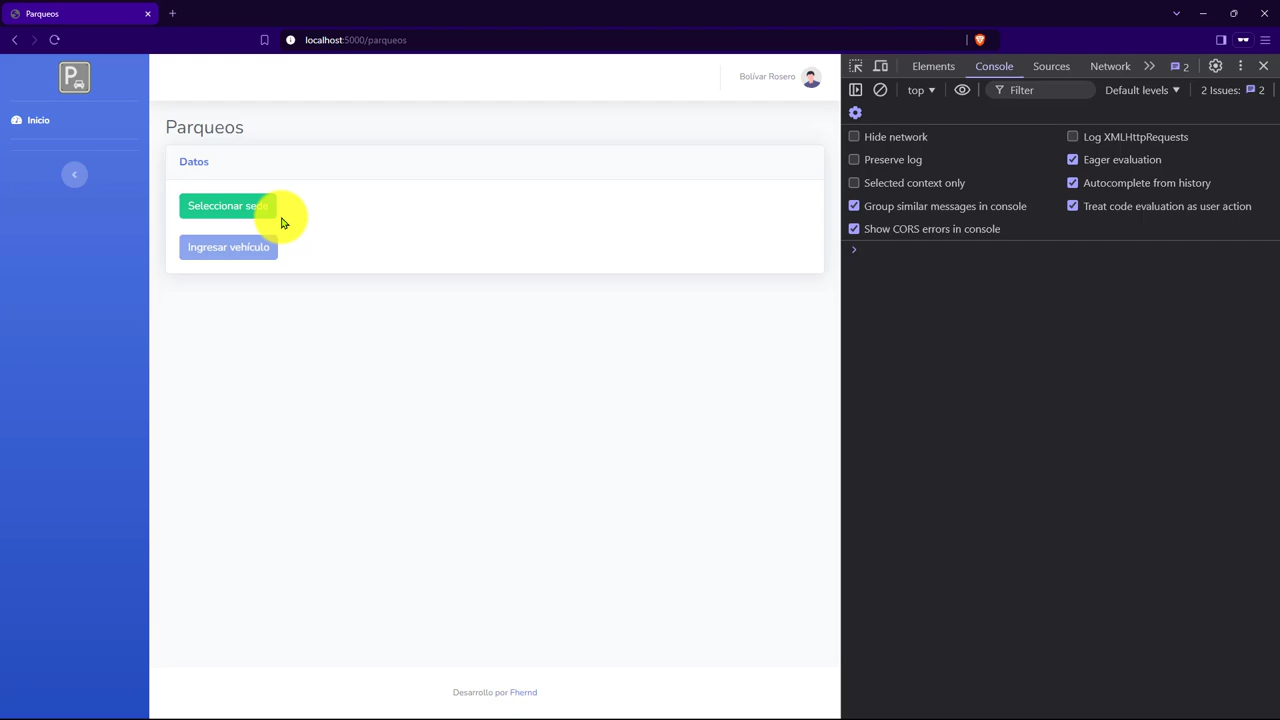 Parqueos
localhost:5000/parqueos
P
Inicio
Bolívar Rosero
Parqueos
Datos
Seleccionar sede
Ingresar vehículo
Desarrollo por Fhernd
Elements Console Sources Network 2
top Filter Default levels 2 Issues: 2
Hide network Log XMLHttpRequests
Preserve log Eager evaluation
Selected context only Autocomplete from history
Group similar messages in console Treat code evaluation as user action
Show CORS errors in console